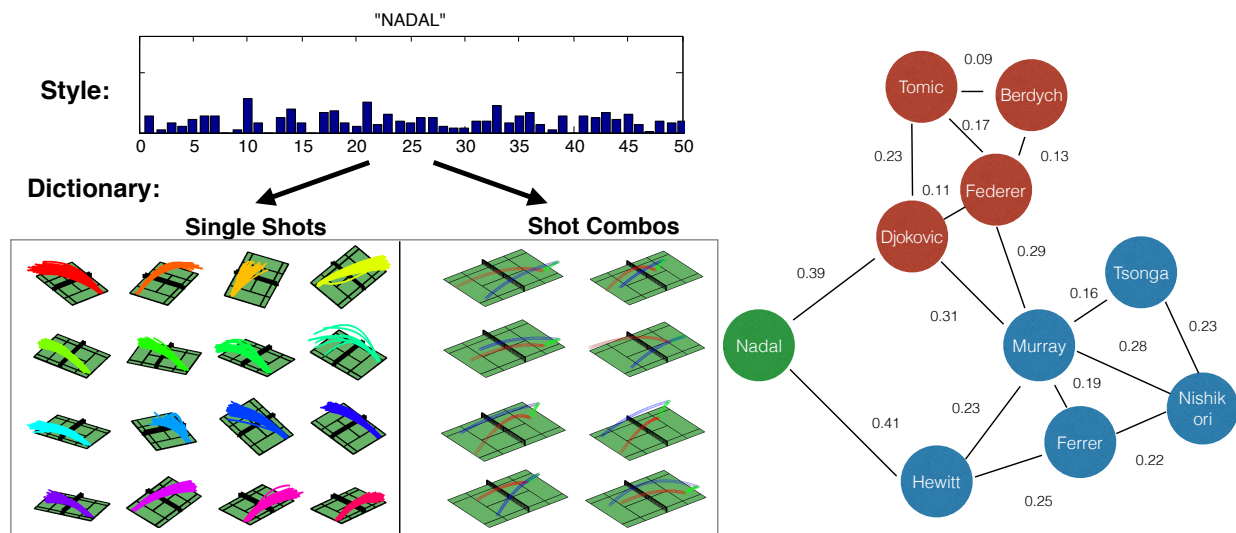 "NADAL"
Style:
0 5 10 15 20 25 30 35 40 45 50
Dictionary:
Single Shots
Shot Combos
0.09
Tomic
Berdych
0.17
0.23
0.13
0.11
Federer
Djokovic
0.29
0.39
Tsonga
0.16
0.31
0.23
Nadal
Murray
0.28
0.19
Nishik
ori
0.23
0.41
Ferrer
0.22
Hewitt
0.25